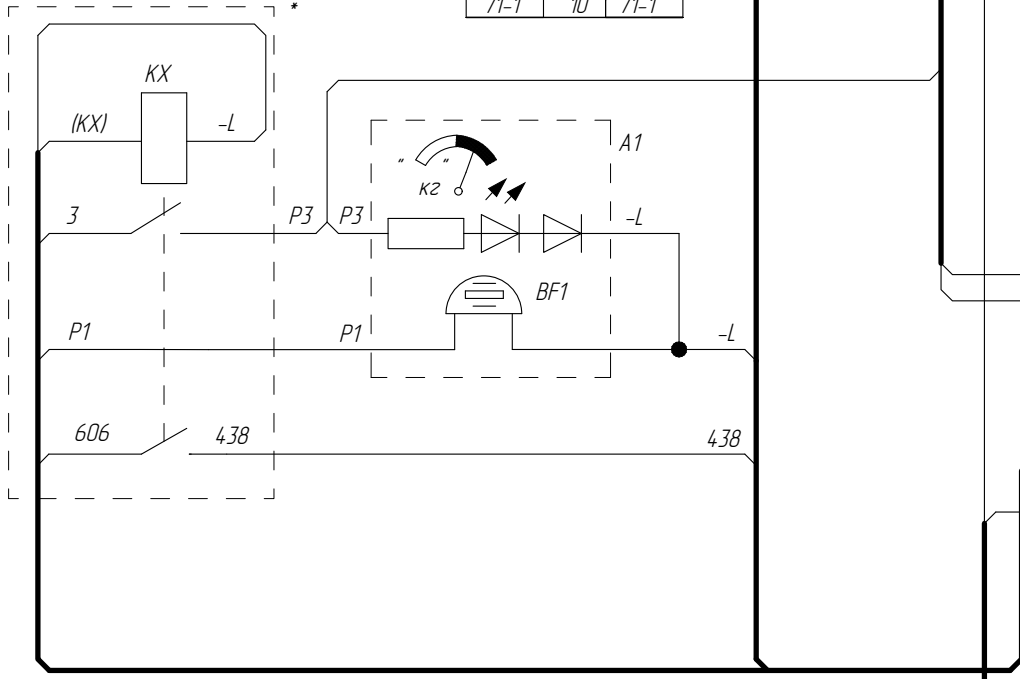 *
71-1 10 71-1
KX
(KX) -L
A1
„ “
кг
3 P3 P3 -L
BF1
P1 P1 -L
606 438 438